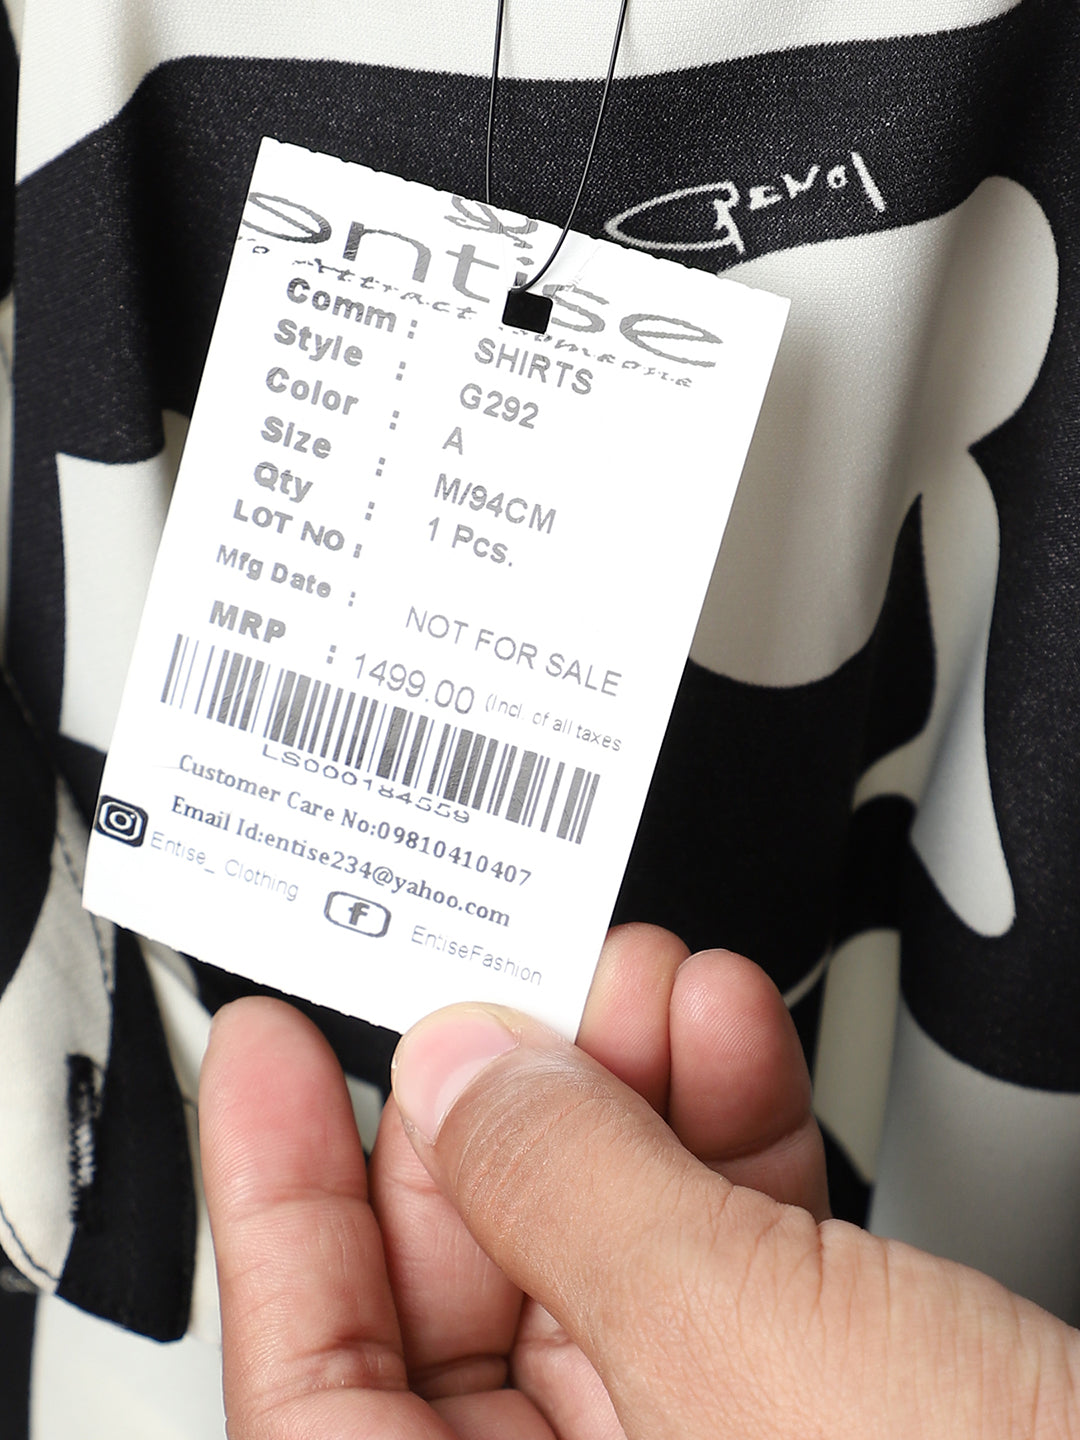 entise
Comm : SHIRTS
Style : G292
Color : A
Size : M/94CM
Qty : 1 Pcs.
LOT NO :
Mfg Date : NOT FOR SALE
MRP : 1499.00 (Incl. of all taxes
LS000184559
Customer Care No:09810410407
Email Id:entise234@yahoo.com
Entise_ Clothing
f EntiseFashion